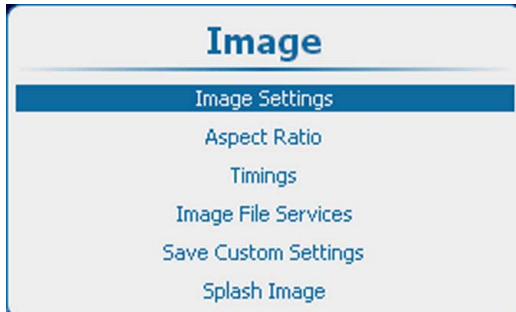 Image
Image Settings
Aspect Ratio
Timings
Image File Services
Save Custom Settings
Splash Image